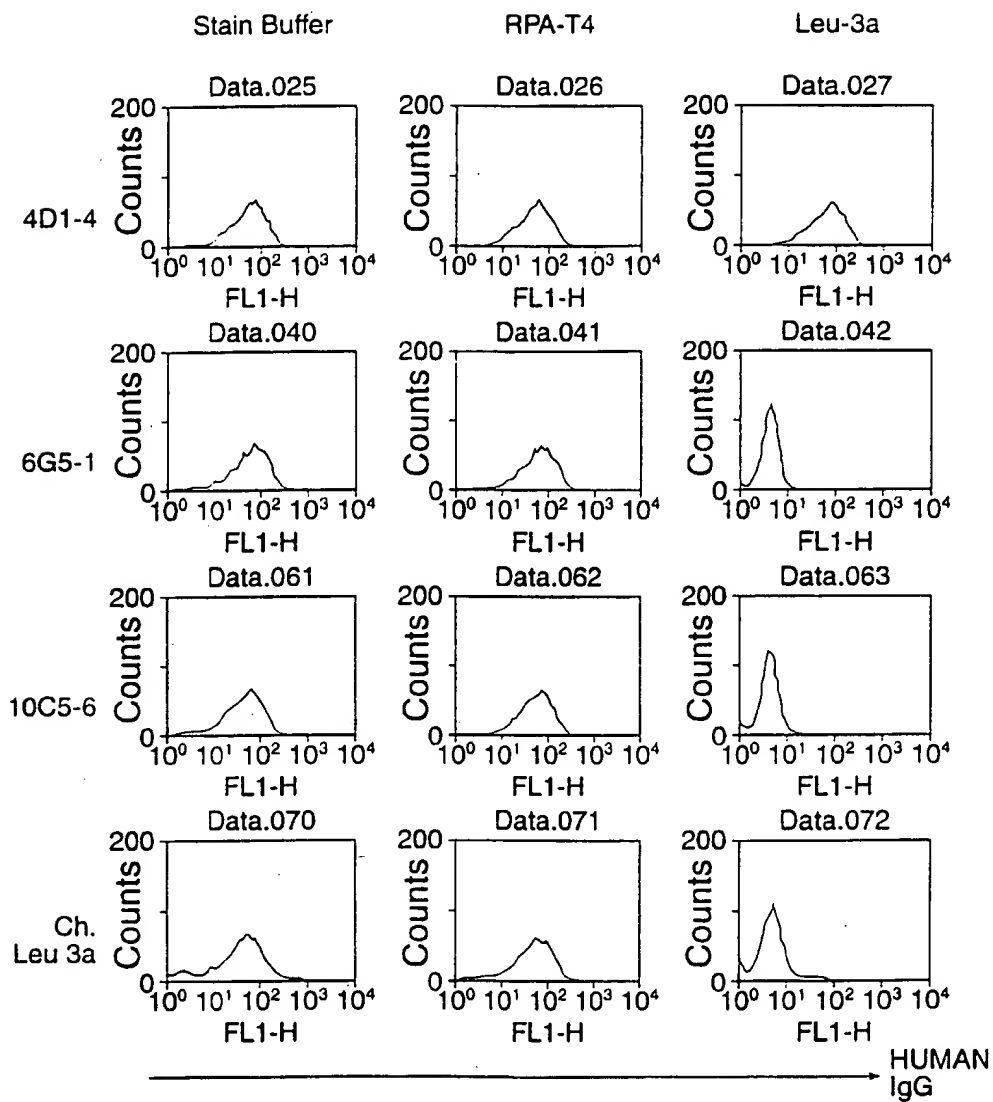 Stain Buffer RPA-T4 Leu-3a
Data.025 Data.026 Data.027
200 200 200
4D1-4 Counts Counts Counts
0 0 0
10⁰ 10¹ 10² 10³ 10⁴ 10⁰ 10¹ 10² 10³ 10⁴ 10⁰ 10¹ 10² 10³ 10⁴
FL1-H FL1-H FL1-H
Data.040 Data.041 Data.042
200 200 200
6G5-1 Counts Counts Counts
0 0 0
10⁰ 10¹ 10² 10³ 10⁴ 10⁰ 10¹ 10² 10³ 10⁴ 10⁰ 10¹ 10² 10³ 10⁴
FL1-H FL1-H FL1-H
Data.061 Data.062 Data.063
200 200 200
10C5-6 Counts Counts Counts
0 0 0
10⁰ 10¹ 10² 10³ 10⁴ 10⁰ 10¹ 10² 10³ 10⁴ 10⁰ 10¹ 10² 10³ 10⁴
FL1-H FL1-H FL1-H
Data.070 Data.071 Data.072
200 200 200
Ch.
Leu 3a Counts Counts Counts
0 0 0
10⁰ 10¹ 10² 10³ 10⁴ 10⁰ 10¹ 10² 10³ 10⁴ 10⁰ 10¹ 10² 10³ 10⁴
FL1-H FL1-H FL1-H
HUMAN
IgG